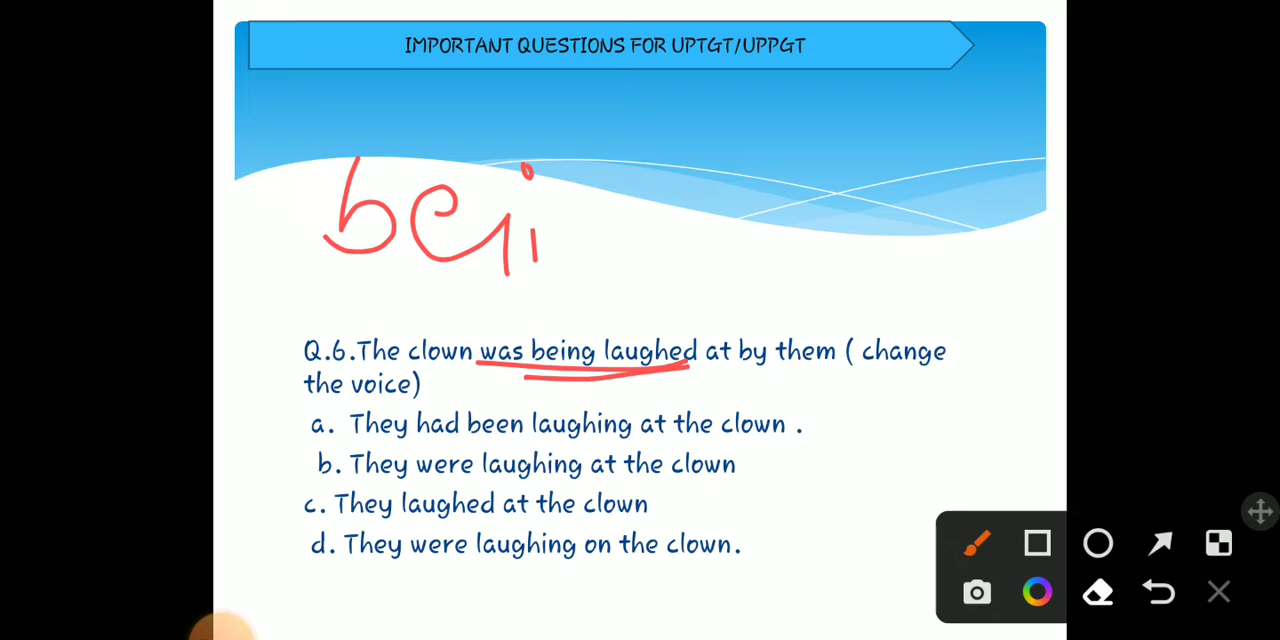 IMPORTANT QUESTIONS FOR UPTGT/UPPGT
bei
Q.6.The clown was being laughed at by them ( change
the voice)
a. They had been laughing at the clown .
b. They were laughing at the clown
c. They laughed at the clown
d. They were laughing on the clown.